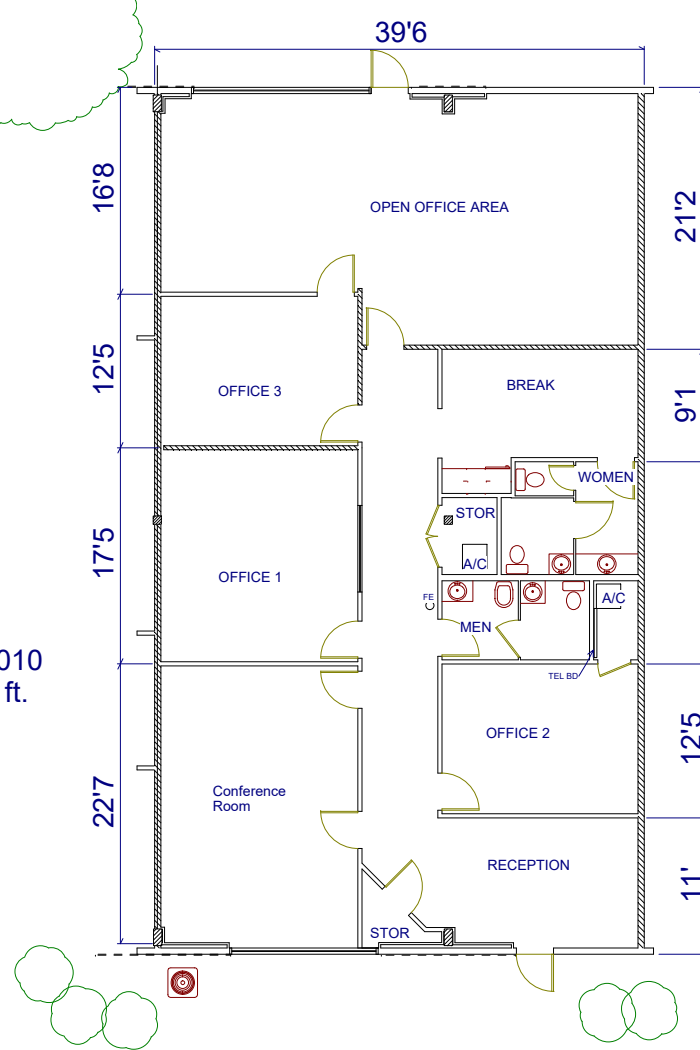 39'6
16'8
OPEN OFFICE AREA
21'2
12'5
OFFICE 3
BREAK
9'1
WOMEN
17'5
STOR
OFFICE 1
A/C
FE
A/C
MEN
010
ft.
TEL BD
12'5
OFFICE 2
22'7
Conference
Room
RECEPTION
11'
STOR